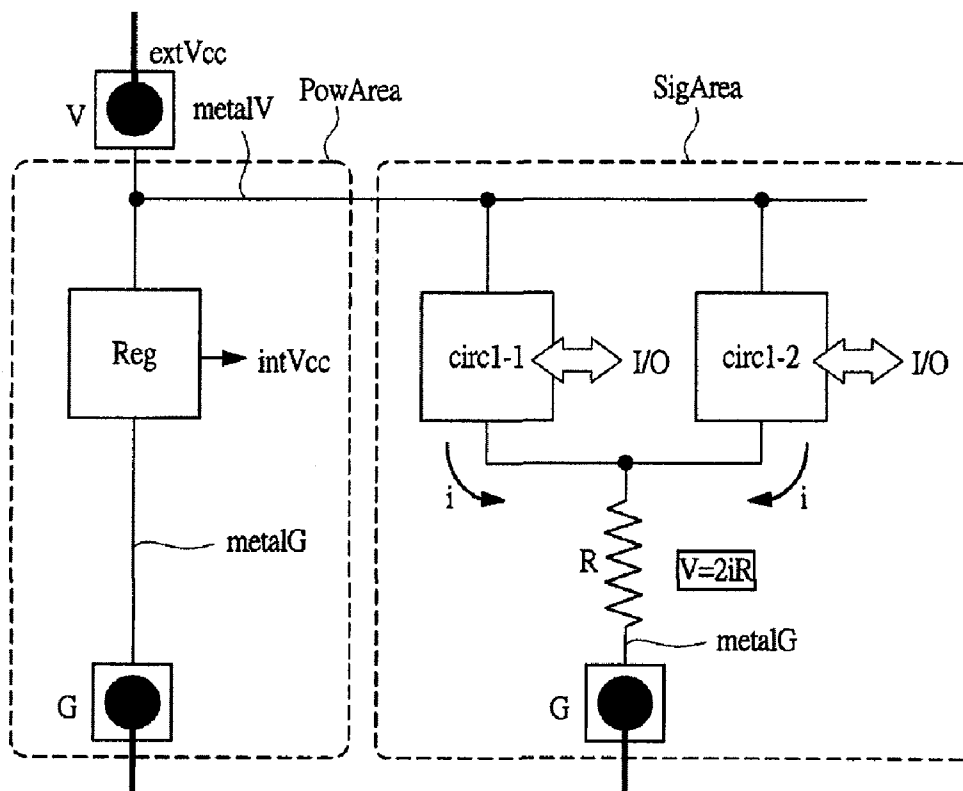 extVcc
V
metalV
PowArea
SigArea
Reg
intVcc
circ1-1
I/O
circ1-2
I/O
i
i
metalG
R
V=2iR
metalG
G
G